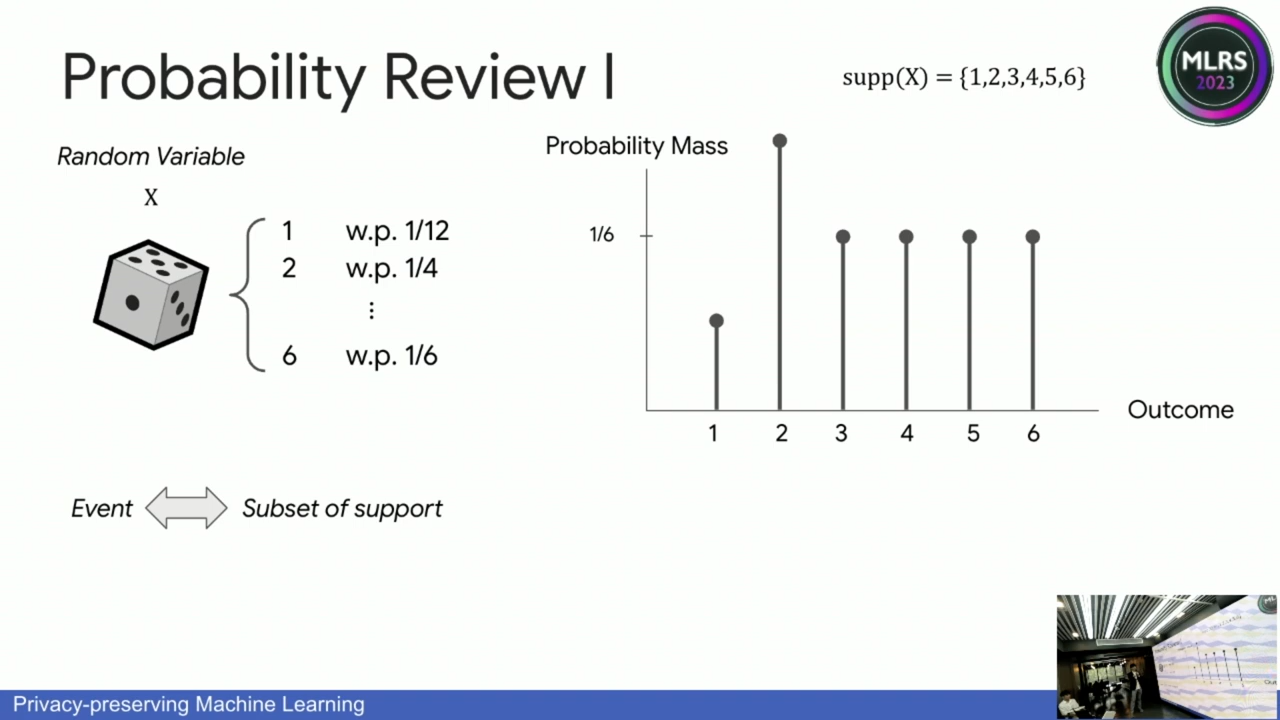 Probability Review I
supp(X) = {1,2,3,4,5,6}
MLRS
2023
Random Variable
X
1 w.p. 1/12
2 w.p. 1/4
⋮
6 w.p. 1/6
Probability Mass
1/6
1 2 3 4 5 6
Outcome
Event
Subset of support
Privacy-preserving Machine Learning